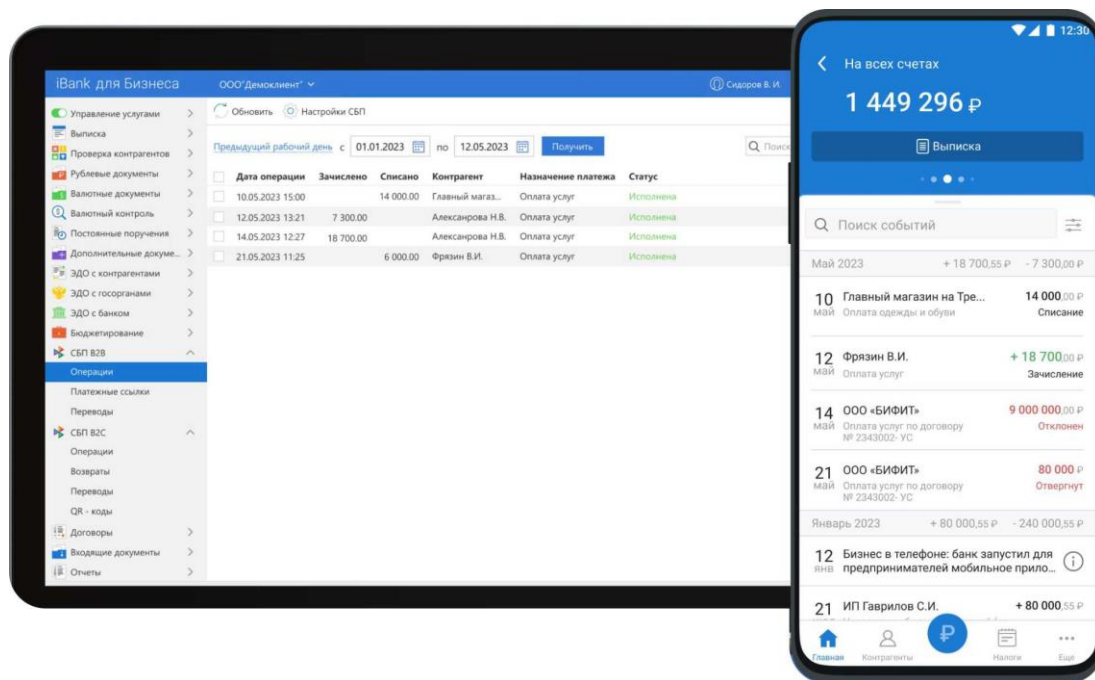 iBank для Бизнеса
ООО"Демоклиент"
Сидоров В. И.
Управление услугами
Выписка
Проверка контрагентов
Рублевые документы
Валютные документы
Валютный контроль
Постоянные поручения
Дополнительные докуме...
ЭДО с контрагентами
ЭДО с госорганами
ЭДО с банком
Бюджетирование
СБП B2B
Операции
Платежные ссылки
Переводы
СБП B2C
Операции
Возвраты
Переводы
QR - коды
Договоры
Входящие документы
Отчеты
Обновить Настройки СБП
Предыдущий рабочий день с 01.01.2023 по 12.05.2023 Получить Поиск
Дата операции Зачислено Списано Контрагент Назначение платежа Статус
10.05.2023 15:00 14 000.00 Главный магаз... Оплата услуг Исполнена
12.05.2023 13:21 7 300.00 Алексанрова Н.В. Оплата услуг Исполнена
14.05.2023 12:27 18 700.00 Алексанрова Н.В. Оплата услуг Исполнена
21.05.2023 11:25 6 000.00 Фрязин В.И. Оплата услуг Исполнена
12:30
На всех счетах
1 449 296 ₽
Выписка
Поиск событий
Май 2023 + 18 700,55 ₽ - 7 300,00 ₽
10 Главный магазин на Тре... 14 000,00 ₽
май Оплата одежды и обуви Списание
12 Фрязин В.И. + 18 700,00 ₽
май Оплата услуг Зачисление
14 ООО «БИФИТ» 9 000 000,00 ₽
май Оплата услуг по договору Отклонен
№ 2343002- УС
21 ООО «БИФИТ» 80 000 ₽
май Оплата услуг по договору Отвергнут
№ 2343002- УС
Январь 2023 + 80 000,55 ₽ - 240 000,55 ₽
12 Бизнес в телефоне: банк запустил для
янв предпринимателей мобильное прило...
21 ИП Гаврилов С.И. + 80 000,55 ₽
₽
Главная Контрагенты Налоги Еще